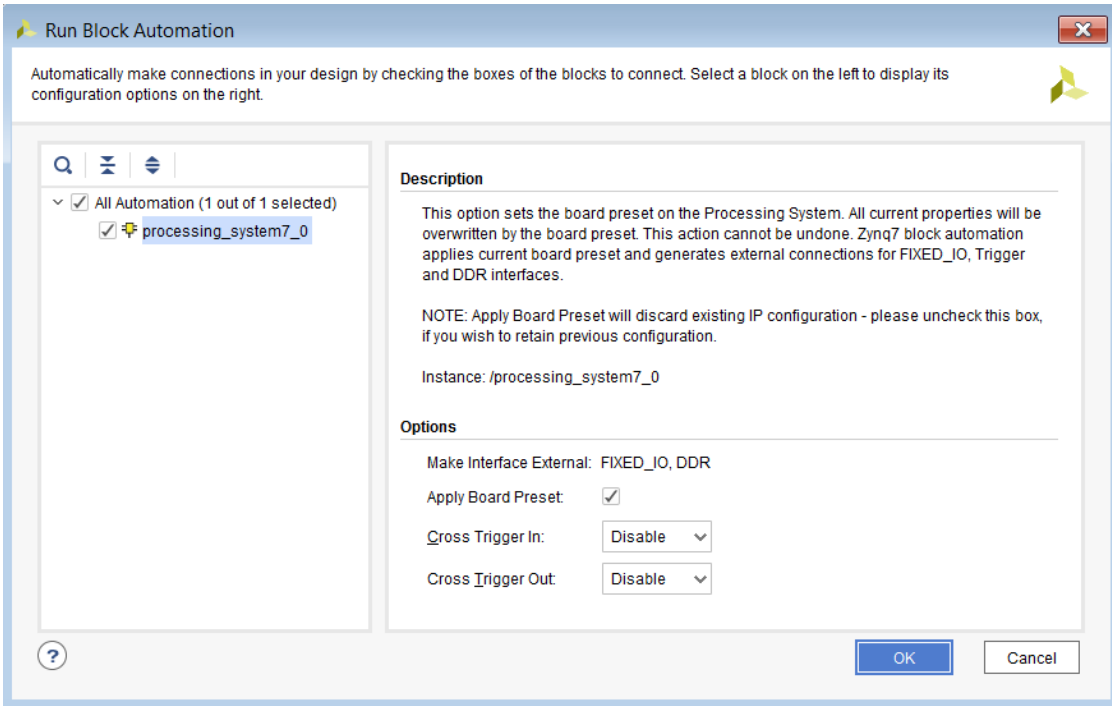 Run Block Automation
Automatically make connections in your design by checking the boxes of the blocks to connect. Select a block on the left to display its
configuration options on the right.
All Automation (1 out of 1 selected)
processing_system7_0
Description
This option sets the board preset on the Processing System. All current properties will be
overwritten by the board preset. This action cannot be undone. Zynq7 block automation
applies current board preset and generates external connections for FIXED_IO, Trigger
and DDR interfaces.
NOTE: Apply Board Preset will discard existing IP configuration - please uncheck this box,
if you wish to retain previous configuration.
Instance: /processing_system7_0
Options
Make Interface External: FIXED_IO, DDR
Apply Board Preset:
Cross Trigger In: Disable
Cross Trigger Out: Disable
? OK Cancel